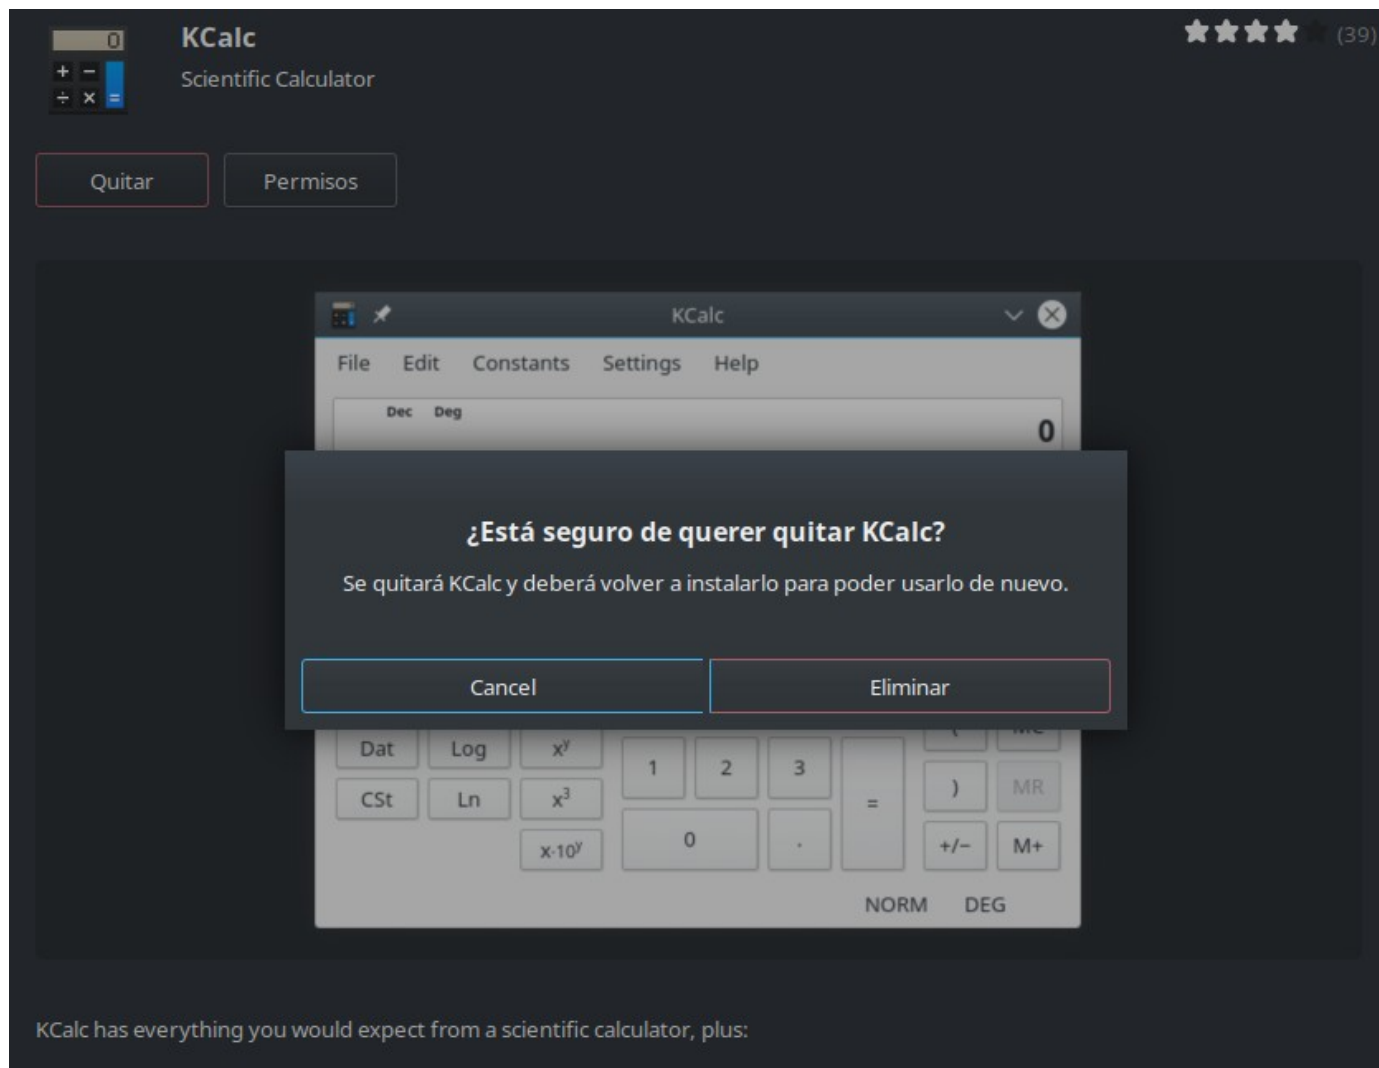 0
KCalc
(39)
+ −
÷ × =
Scientific Calculator
Quitar
Permisos
KCalc
File Edit Constants Settings Help
Dec Deg
0
¿Está seguro de querer quitar KCalc?
Se quitará KCalc y deberá volver a instalarlo para poder usarlo de nuevo.
Cancel
Eliminar
Dat Log xʸ 1 2 3 = ) MR
CSt Ln x³
x·10ʸ 0 . +/− M+
NORM DEG
KCalc has everything you would expect from a scientific calculator, plus: